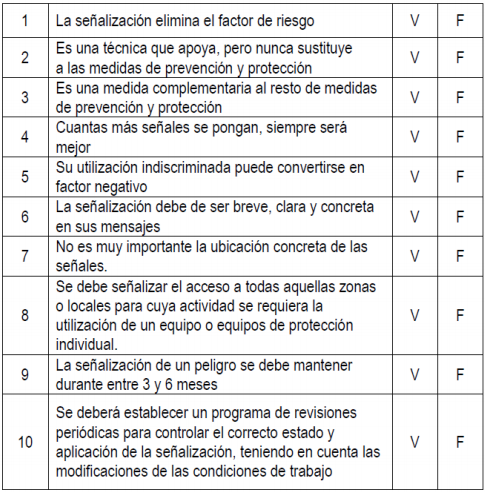 1 La señalización elimina el factor de riesgo V F
2 Es una técnica que apoya, pero nunca sustituye
a las medidas de prevención y protección V F
3 Es una medida complementaria al resto de medidas
de prevención y protección V F
4 Cuantas más señales se pongan, siempre será
mejor V F
5 Su utilización indiscriminada puede convertirse en
factor negativo V F
6 La señalización debe de ser breve, clara y concreta
en sus mensajes V F
7 No es muy importante la ubicación concreta de las
señales. V F
8 Se debe señalizar el acceso a todas aquellas zonas
o locales para cuya actividad se requiera la
utilización de un equipo o equipos de protección
individual. V F
9 La señalización de un peligro se debe mantener
durante entre 3 y 6 meses V F
10 Se deberá establecer un programa de revisiones
periódicas para controlar el correcto estado y
aplicación de la señalización, teniendo en cuenta las
modificaciones de las condiciones de trabajo V F